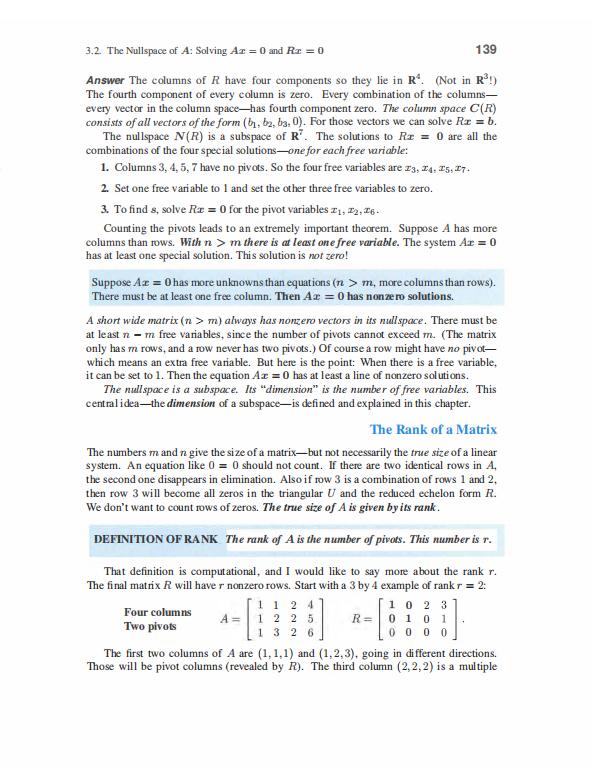 3.2. The Nullspace of A: Solving Ax = 0 and Rx = 0 139
Answer The columns of R have four components so they lie in R⁴. (Not in R³!)
The fourth component of every column is zero. Every combination of the columns—
every vector in the column space—has fourth component zero. The column space C(R)
consists of all vectors of the form (b₁, b₂, b₃, 0). For those vectors we can solve Rx = b.
The nullspace N(R) is a subspace of R⁷. The solutions to Rx = 0 are all the
combinations of the four special solutions—one for each free variable:
1. Columns 3, 4, 5, 7 have no pivots. So the four free variables are x₃, x₄, x₅, x₇.
2. Set one free variable to 1 and set the other three free variables to zero.
3. To find s, solve Rx = 0 for the pivot variables x₁, x₂, x₆.
Counting the pivots leads to an extremely important theorem. Suppose A has more
columns than rows. With n > m there is at least one free variable. The system Ax = 0
has at least one special solution. This solution is not zero!
Suppose Ax = 0 has more unknowns than equations (n > m, more columns than rows).
There must be at least one free column. Then Ax = 0 has nonzero solutions.
A short wide matrix (n > m) always has nonzero vectors in its nullspace. There must be
at least n − m free variables, since the number of pivots cannot exceed m. (The matrix
only has m rows, and a row never has two pivots.) Of course a row might have no pivot—
which means an extra free variable. But here is the point: When there is a free variable,
it can be set to 1. Then the equation Ax = 0 has at least a line of nonzero solutions.
The nullspace is a subspace. Its “dimension” is the number of free variables. This
central idea—the dimension of a subspace—is defined and explained in this chapter.
The Rank of a Matrix
The numbers m and n give the size of a matrix—but not necessarily the true size of a linear
system. An equation like 0 = 0 should not count. If there are two identical rows in A,
the second one disappears in elimination. Also if row 3 is a combination of rows 1 and 2,
then row 3 will become all zeros in the triangular U and the reduced echelon form R.
We don't want to count rows of zeros. The true size of A is given by its rank.
DEFINITION OF RANK The rank of A is the number of pivots. This number is r.
That definition is computational, and I would like to say more about the rank r.
The final matrix R will have r nonzero rows. Start with a 3 by 4 example of rank r = 2:
1 1 2 4 1 0 2 3
Four columns
Two pivots
A = 1 2 2 5 R = 0 1 0 1 .
1 3 2 6 0 0 0 0
The first two columns of A are (1,1,1) and (1,2,3), going in different directions.
Those will be pivot columns (revealed by R). The third column (2,2,2) is a multiple